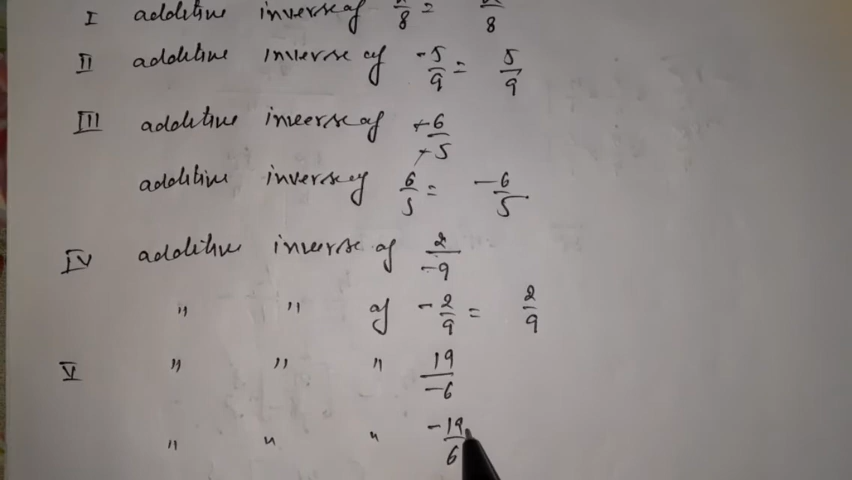 I additive inverse of /8 = /8
II additive inverse of -5/9 = 5/9
III additive inverse of +6/+5
additive inverse of 6/5 = -6/5
IV additive inverse of 2/-9
" " of -2/9 = 2/9
V " " " 19/-6
" " " -19/6